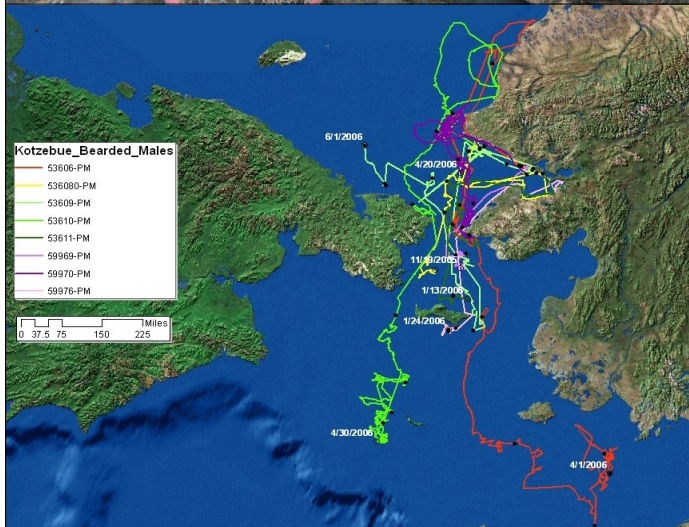 6/1/2006
Kotzebue_Bearded_Males
53606-PM
536080-PM
53609-PM
53610-PM
53611-PM
59969-PM
59970-PM
59976-PM
4/20/2006
11/19/2005
1/13/2006
Miles
0 37.5 75 150 225
1/24/2006
4/30/2006
4/1/2006